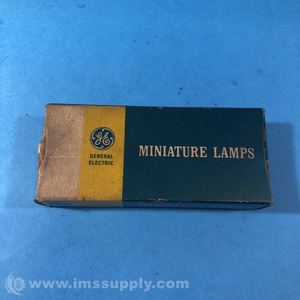 GE
GENERAL
ELECTRIC
MINIATURE LAMPS
© www.imssupply.com